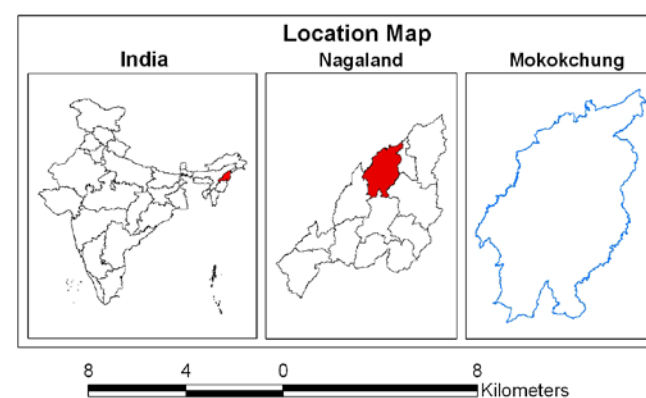 Location Map
India
Nagaland
Mokokchung
8 4 0 8
Kilometers